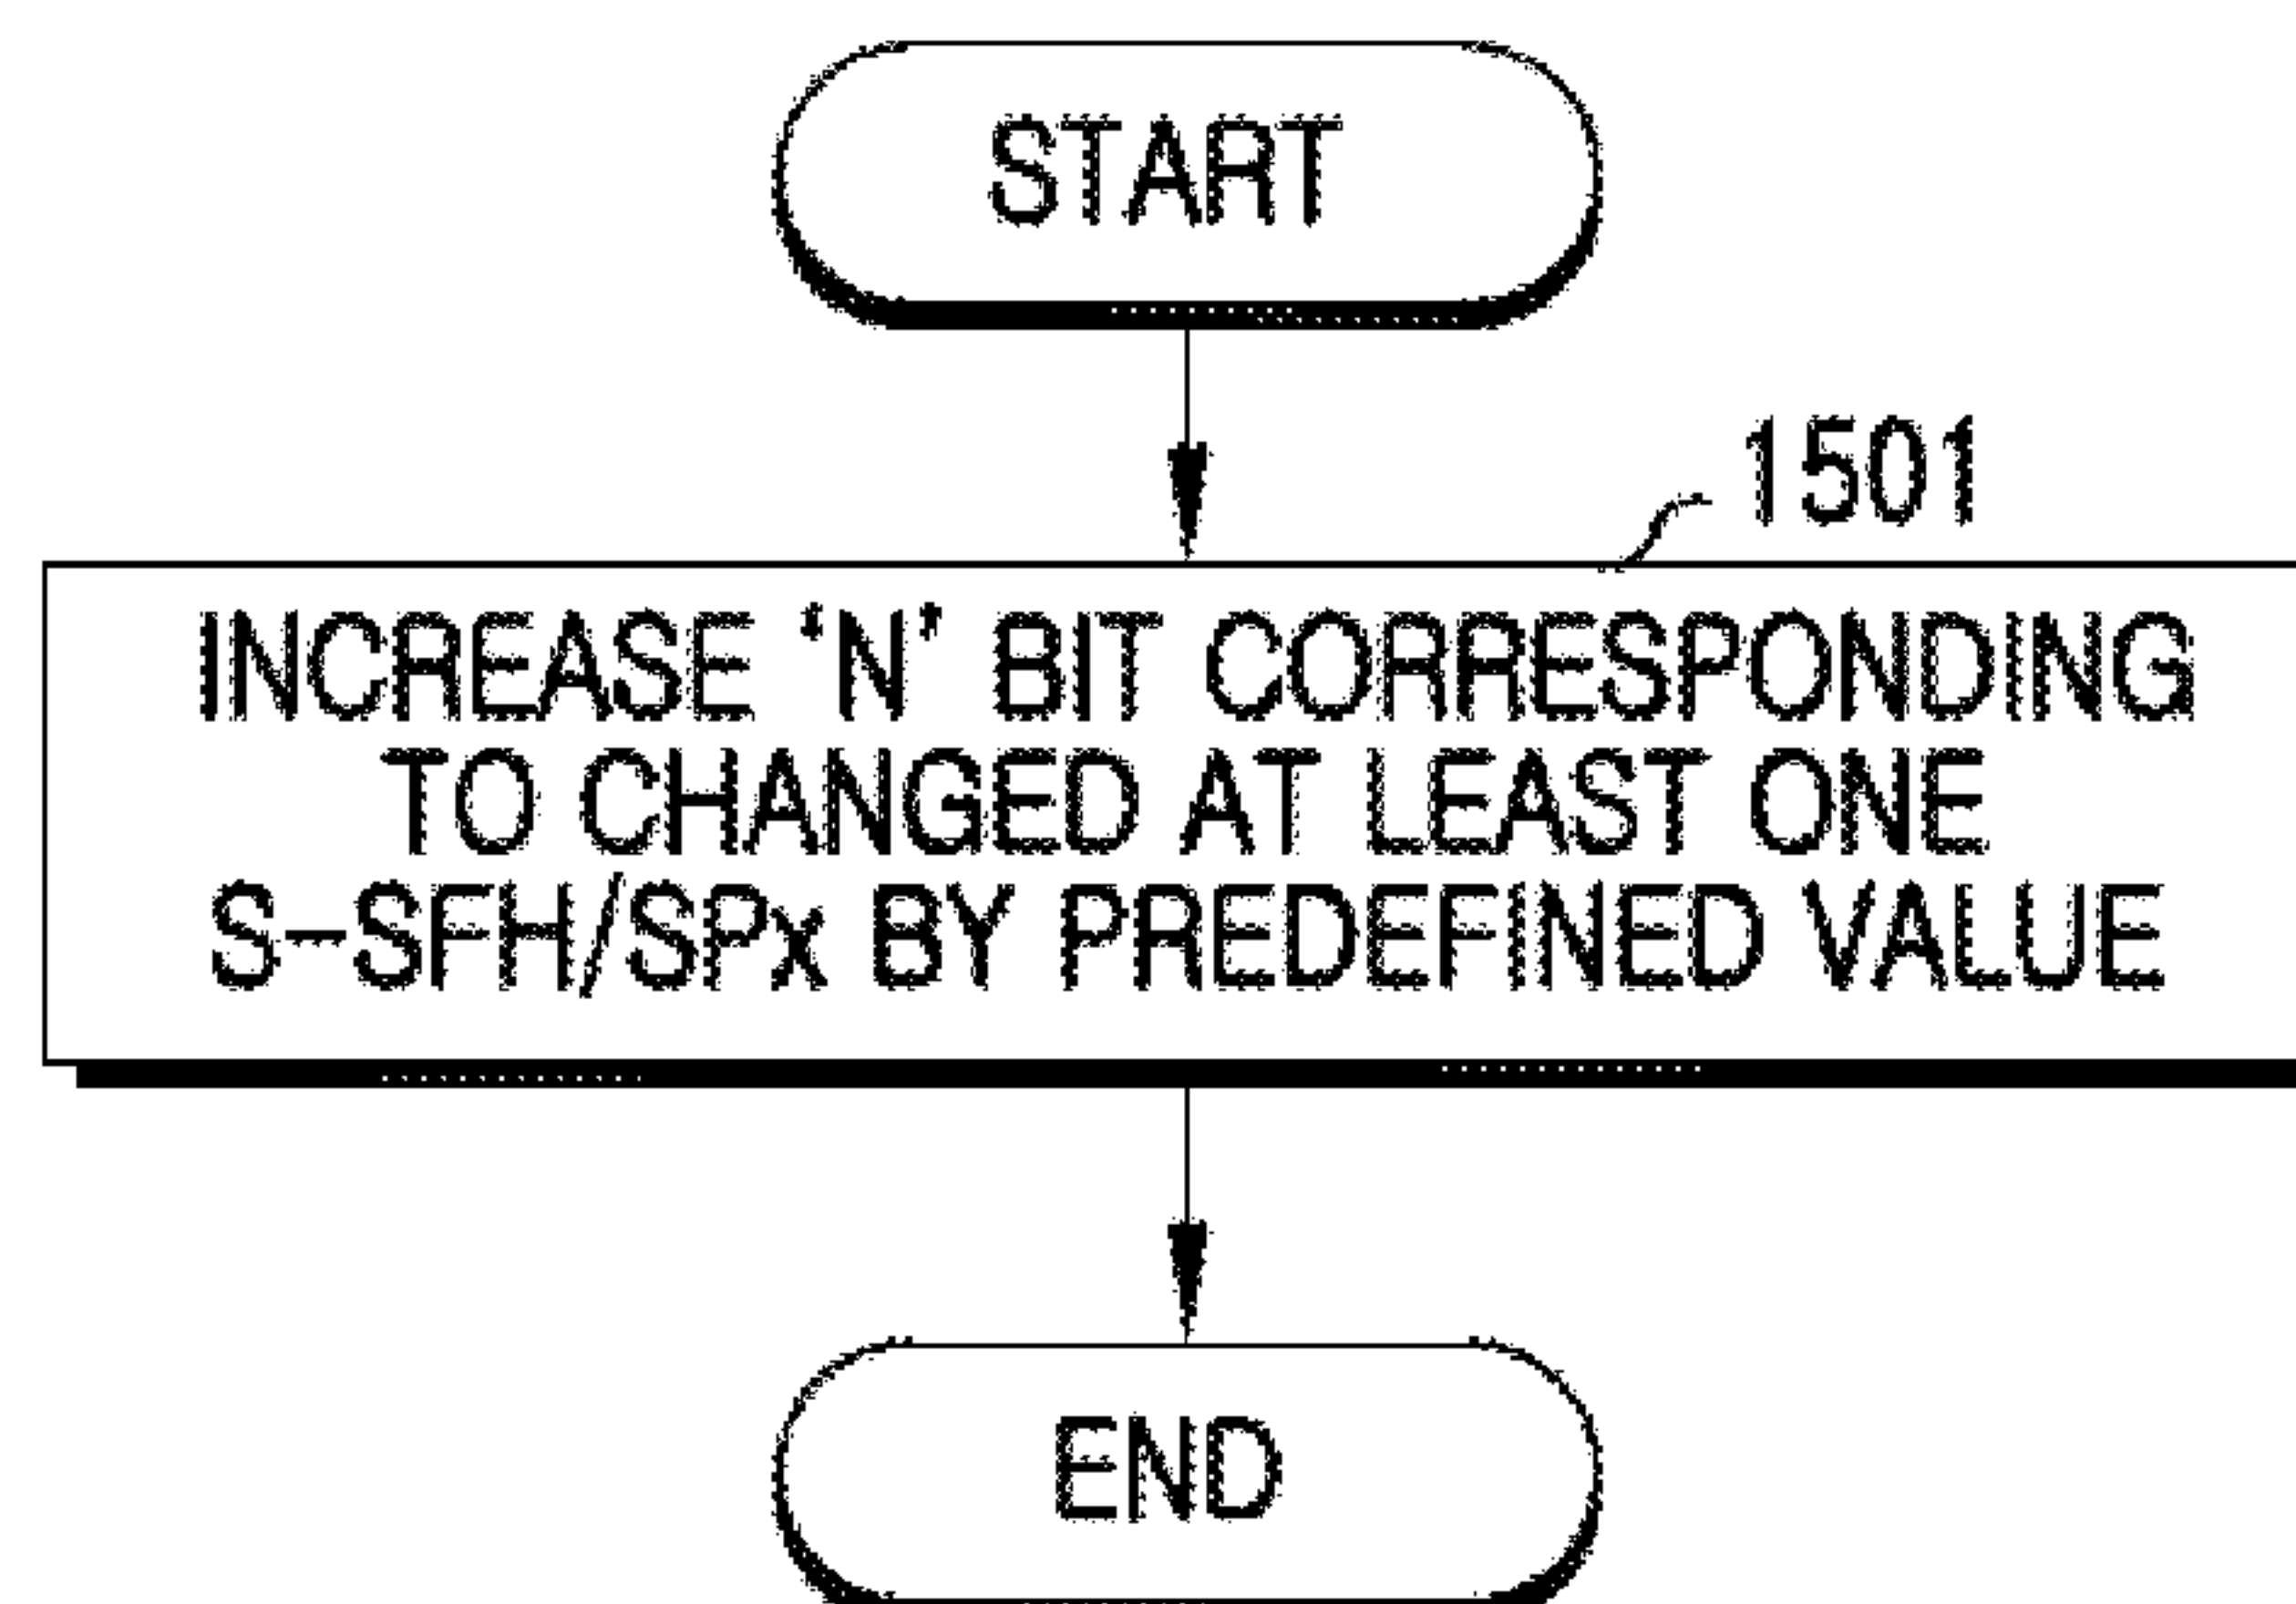 START
1501
INCREASE ‘N’ BIT CORRESPONDING
TO CHANGED AT LEAST ONE
S-SFH/SPx BY PREDEFINED VALUE
END